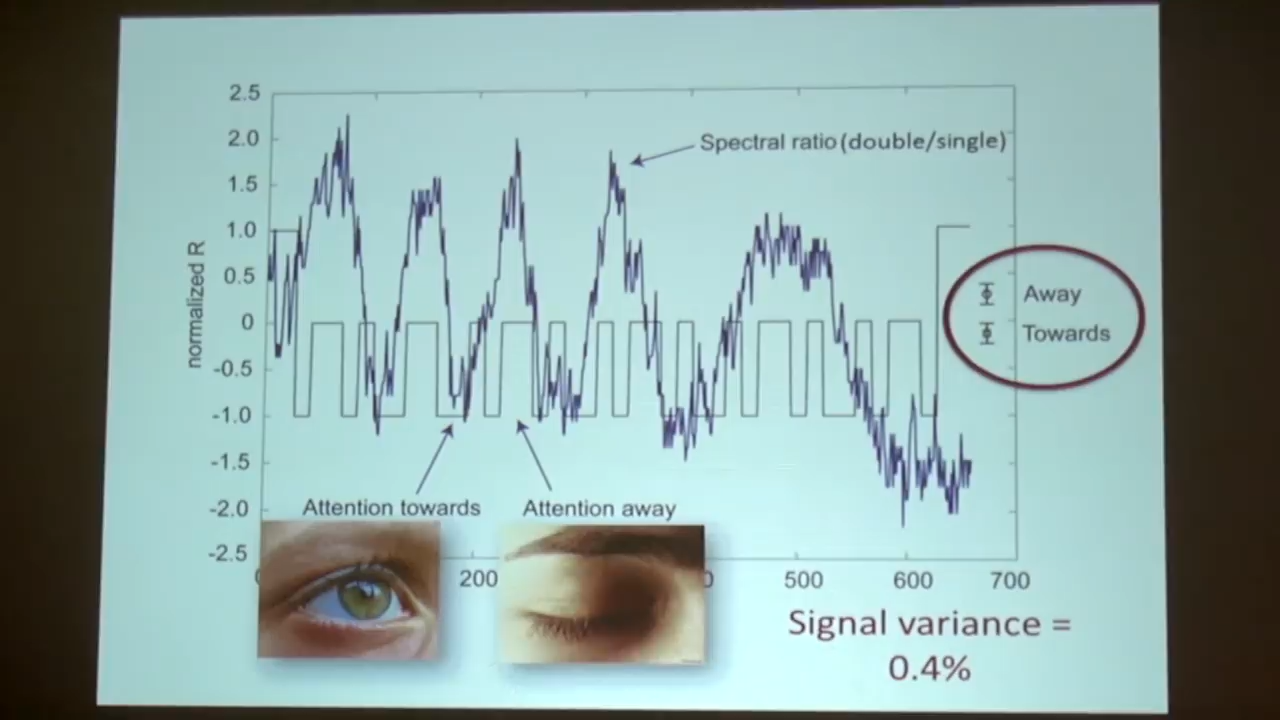 2.5
2.0
Spectral ratio (double/single)
1.5
1.0
normalized R
0.5
Away
0
Towards
-0.5
-1.0
-1.5
-2.0
Attention towards
Attention away
-2.5
200
500
600
700
Signal variance =
0.4%